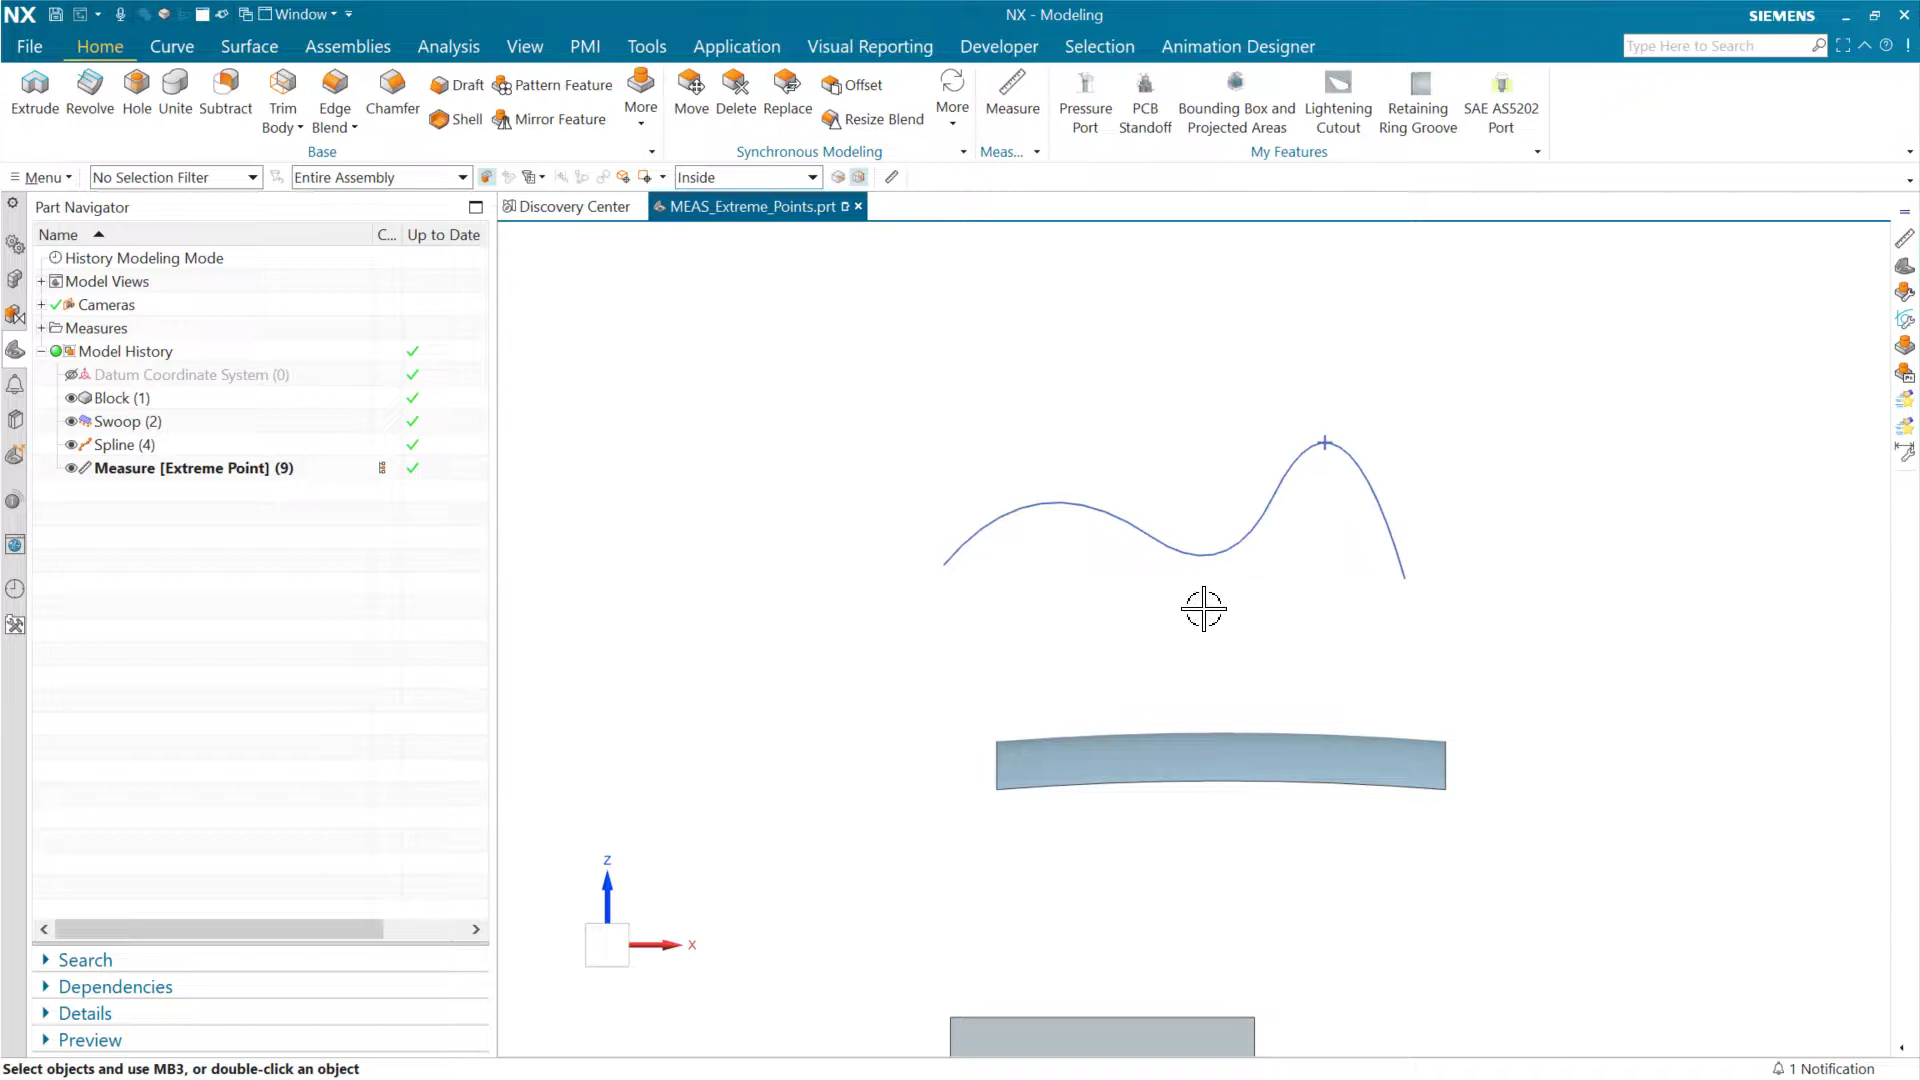 NX
Window
NX - Modeling
SIEMENS
File
Home
Curve
Surface
Assemblies
Analysis
View
PMI
Tools
Application
Visual Reporting
Developer
Selection
Animation Designer
Type Here to Search
Extrude
Revolve
Hole
Unite
Subtract
Trim
Body
Edge
Blend
Chamfer
Draft
Shell
Pattern Feature
Mirror Feature
More
Base
Move
Delete
Replace
Offset
Resize Blend
More
Synchronous Modeling
Measure
Meas...
Pressure
Port
PCB
Standoff
Bounding Box and
Projected Areas
Lightening
Cutout
Retaining
Ring Groove
SAE AS5202
Port
My Features
Menu
No Selection Filter
Entire Assembly
Inside
Part Navigator
Discovery Center
MEAS_Extreme_Points.prt
Name
C...
Up to Date
History Modeling Mode
Model Views
Cameras
Measures
Model History
Datum Coordinate System (0)
Block (1)
Swoop (2)
Spline (4)
Measure [Extreme Point] (9)
Z
X
Search
Dependencies
Details
Preview
Select objects and use MB3, or double-click an object
1 Notification